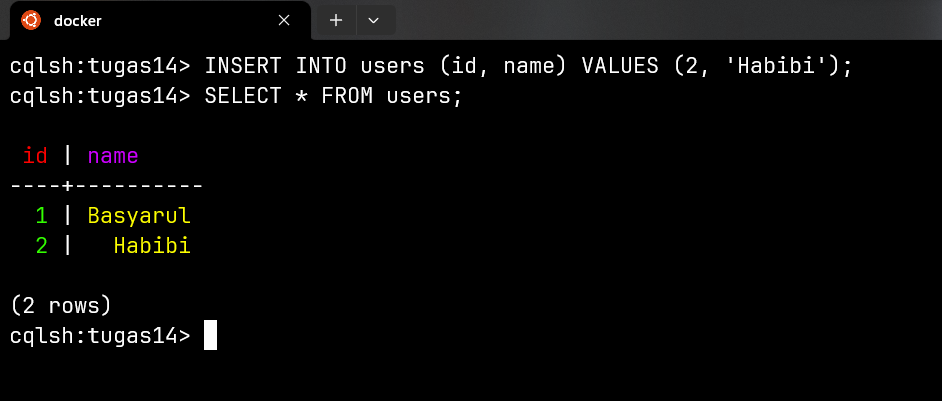 docker
cqlsh:tugas14> INSERT INTO users (id, name) VALUES (2, 'Habibi');
cqlsh:tugas14> SELECT * FROM users;
 id | name
----+----------
  1 | Basyarul
  2 |   Habibi
(2 rows)
cqlsh:tugas14>